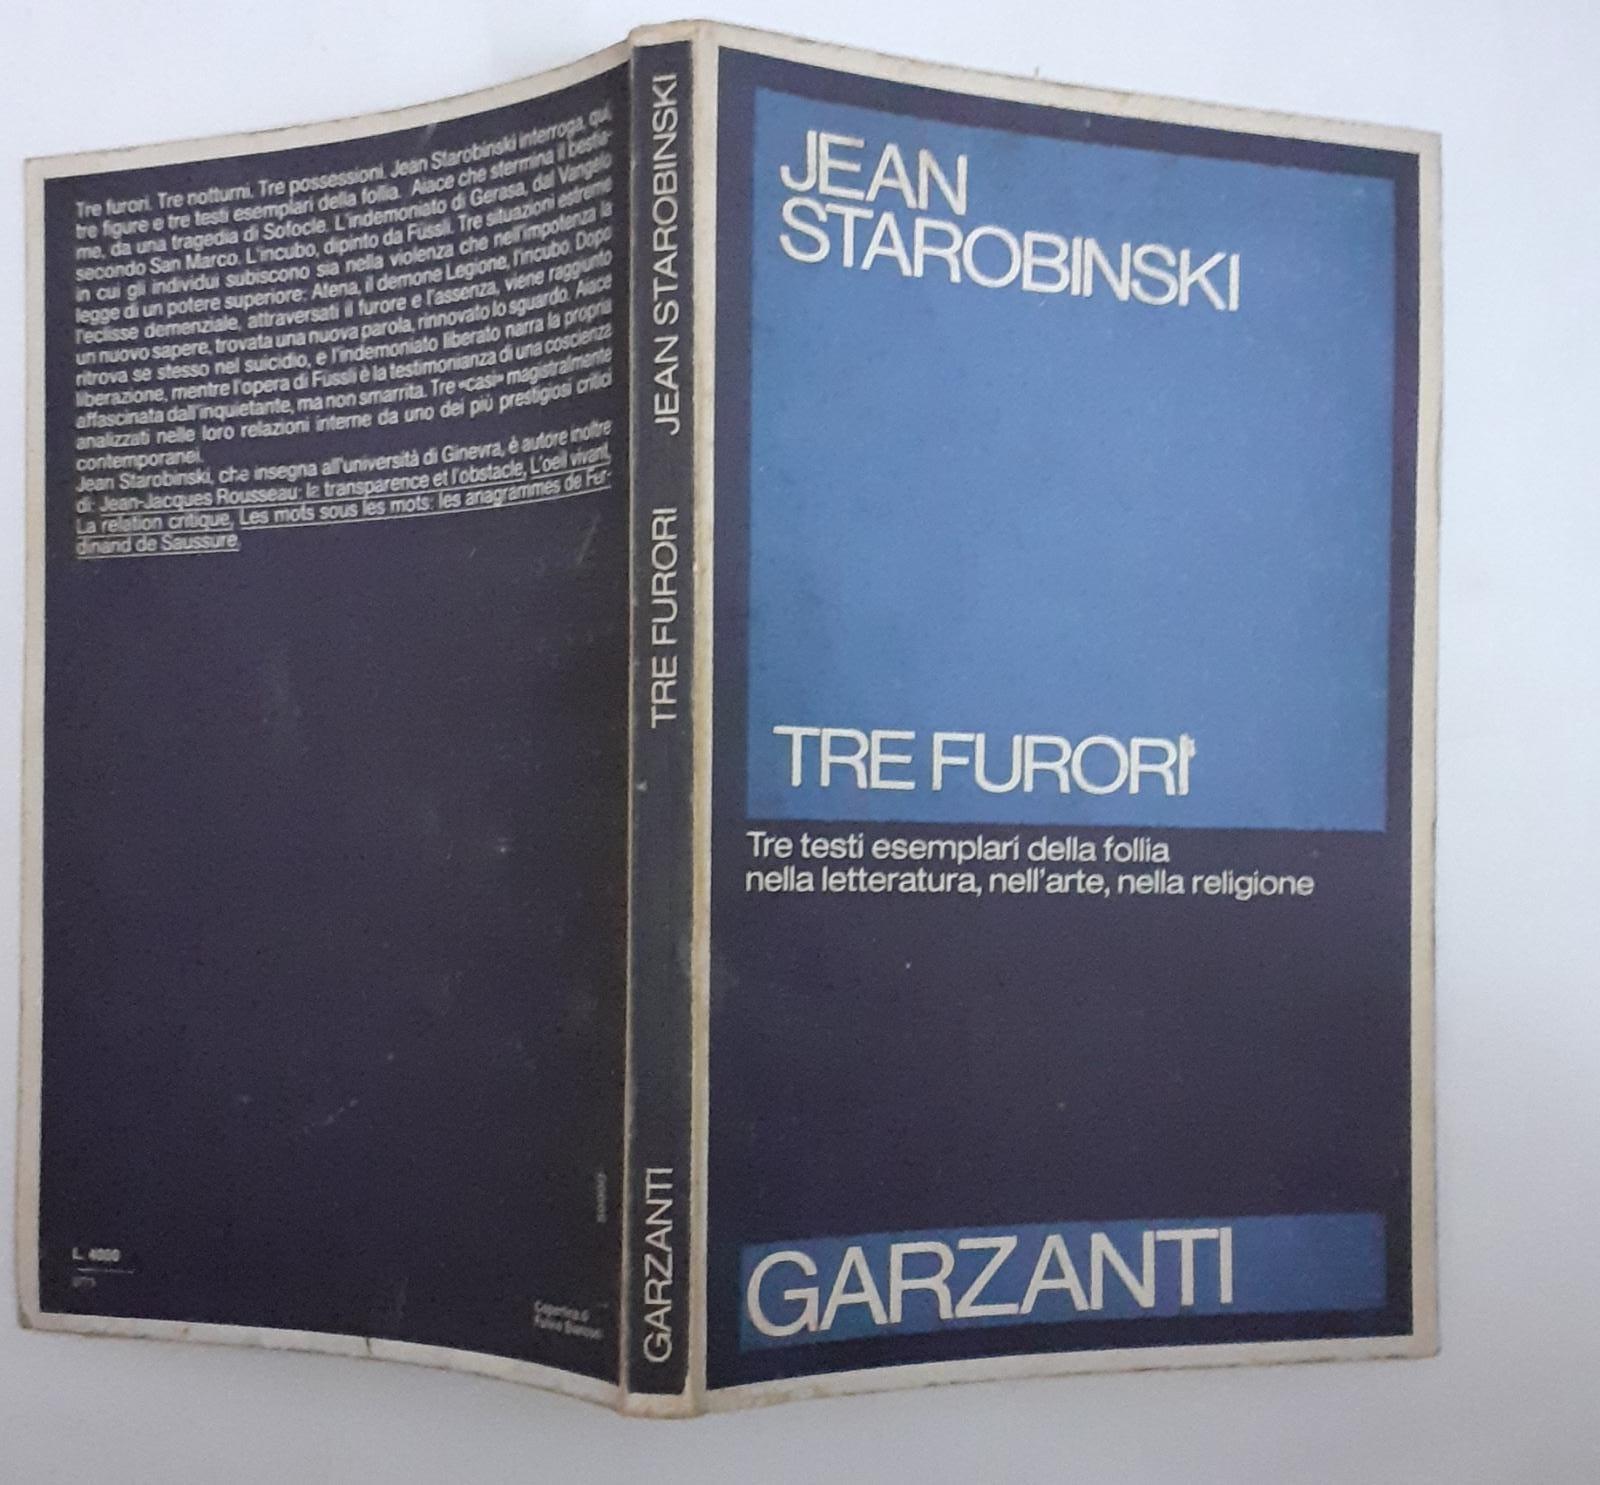 Tre furori. Tre notturni. Tre possessioni. Jean Starobinski interroga, qui,
tre figure e tre testi esemplari della follia. Aiace che stermina il bestia-
me, da una tragedia di Sofocle. L'indemoniato di Gerasa, dal Vangelo
secondo San Marco. L'incubo, dipinto da Füssli. Tre situazioni estreme
in cui gli individui subiscono sia nella violenza che nell'impotenza la
legge di un potere superiore: Atena, il demone Legione, l'incubo. Dopo
l'eclisse demenziale, attraversati il furore e l'assenza, viene raggiunto
un nuovo sapere, trovata una nuova parola, rinnovato lo sguardo. Aiace
ritrova se stesso nel suicidio, e l'indemoniato liberato narra la propria
liberazione, mentre l'opera di Füssli è la testimonianza di una coscienza
affascinata dall'inquietante, ma non smarrita. Tre «casi» magistralmente
analizzati nelle loro relazioni interne da uno dei più prestigiosi critici
contemporanei.
Jean Starobinski, che insegna all'università di Ginevra, è autore inoltre
di: Jean-Jacques Rousseau: la transparence et l'obstacle, L'oeil vivant,
La relation critique, Les mots sous les mots: les anagrammes de Fer-
dinand de Saussure.
L. 4000
Copertina di
JEAN STAROBINSKI
TRE FURORI
GARZANTI
JEAN
STAROBINSKI
TRE FURORI
Tre testi esemplari della follia
nella letteratura, nell'arte, nella religione
GARZANTI